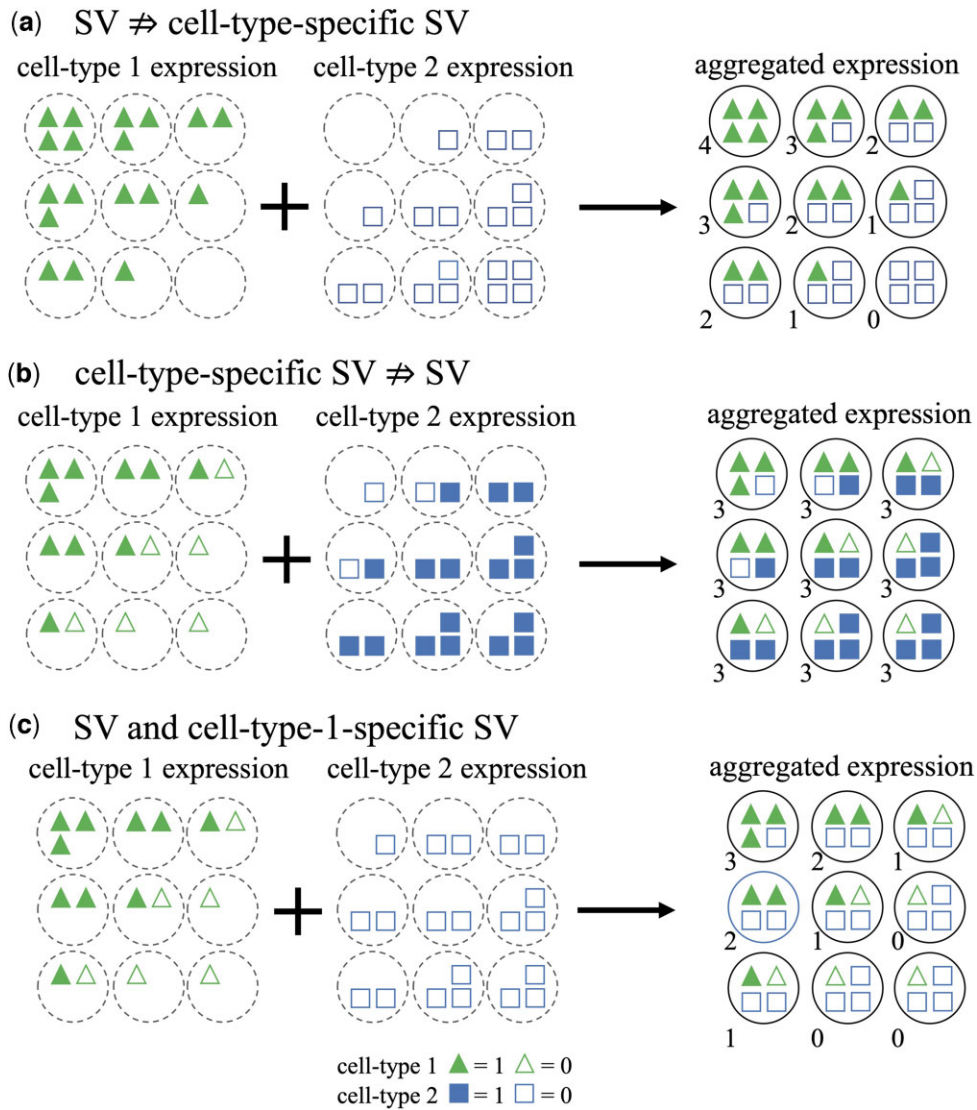 (a) SV ⇏ cell-type-specific SV
cell-type 1 expression cell-type 2 expression aggregated expression
+
4 3 2
3 2 1
2 1 0
(b) cell-type-specific SV ⇏ SV
cell-type 1 expression cell-type 2 expression aggregated expression
+
3 3 3
3 3 3
3 3 3
(c) SV and cell-type-1-specific SV
cell-type 1 expression cell-type 2 expression aggregated expression
+
3 2 1
2 1 0
1 0 0
cell-type 1 ▲ = 1 △ = 0
cell-type 2 ■ = 1 □ = 0